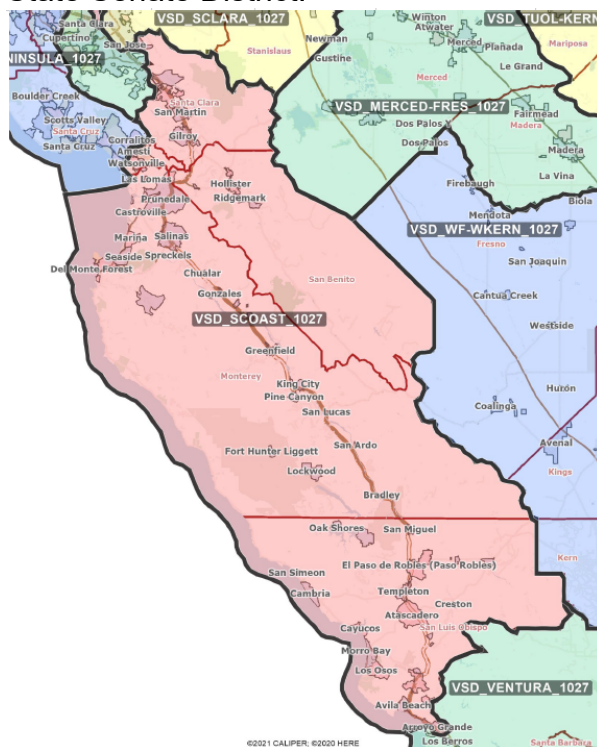 VSD_SCLARA_1027
VSD_TUOL-KERN
Santa Clara
Cupertino
San Jose
Stanislaus
Newman
Gustine
Winton
Atwater
Merced
Planada
Mariposa
Le Grand
NINSULA_1027
Merced
VSD_MERCED-FRES_1027
Boulder Creek
Santa Clara
San Martin
Scotts Valley
Santa Cruz
Santa Cruz
Corralitos
Amesti
Watsonville
Gilroy
Dos Palos
Dos Palos
Fairmead
Madera
Madera
La Vina
Las Lomas
Prunedale
Castroville
Hollister
Ridgemark
Firebaugh
Biola
Mendota
VSD_WF-WKERN_1027
Fresno
Marina
Salinas
Seaside
Spreckels
Del Monte Forest
Chualar
San Benito
San Joaquin
Gonzales
Cantua Creek
VSD_SCOAST_1027
Westside
Greenfield
Monterey
King City
Pine Canyon
San Lucas
Huron
Coalinga
San Ardo
Avenal
Fort Hunter Liggett
Lockwood
Kings
Bradley
Oak Shores
San Miguel
Kern
San Simeon
El Paso de Robles (Paso Robles)
Cambria
Templeton
Creston
Atascadero
Cayucos
San Luis Obispo
Morro Bay
Los Osos
VSD_VENTURA_1027
Avila Beach
Arroyo Grande
Los Berros
Santa Barbara
©2021 CALIPER; ©2020 HERE